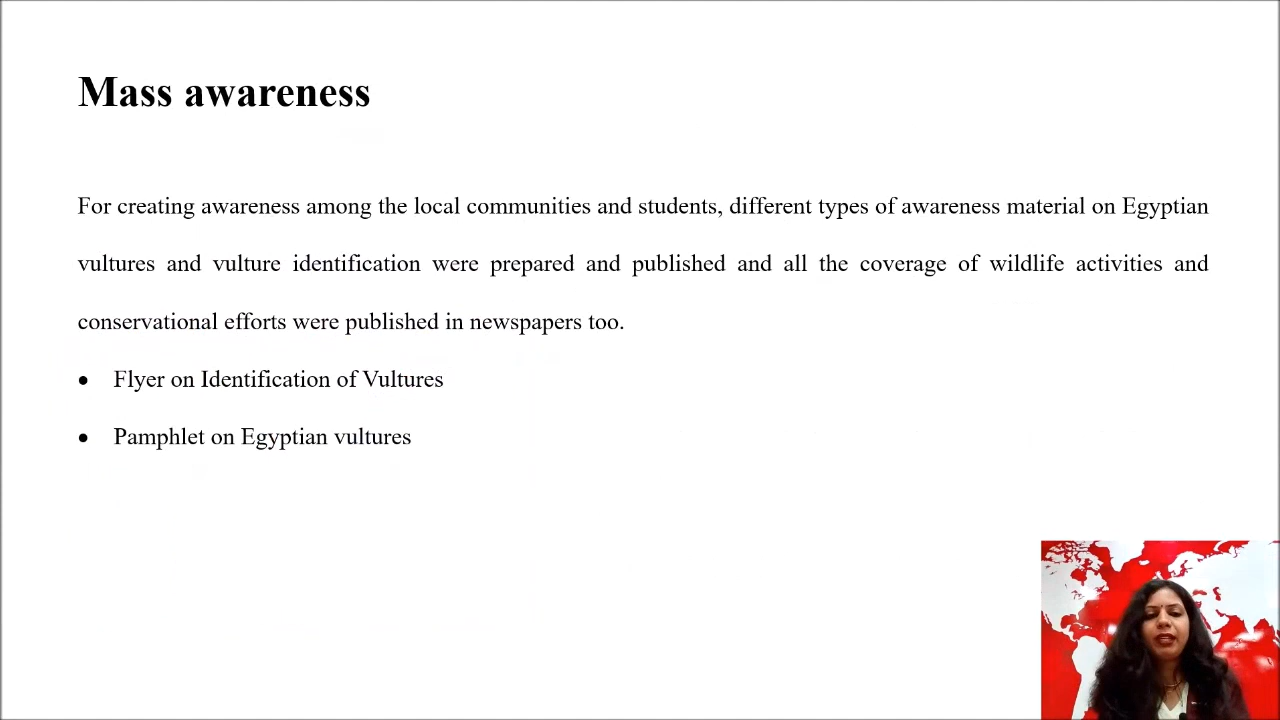 Mass awareness
For creating awareness among the local communities and students, different types of awareness material on Egyptian
vultures and vulture identification were prepared and published and all the coverage of wildlife activities and
conservational efforts were published in newspapers too.
• Flyer on Identification of Vultures
• Pamphlet on Egyptian vultures